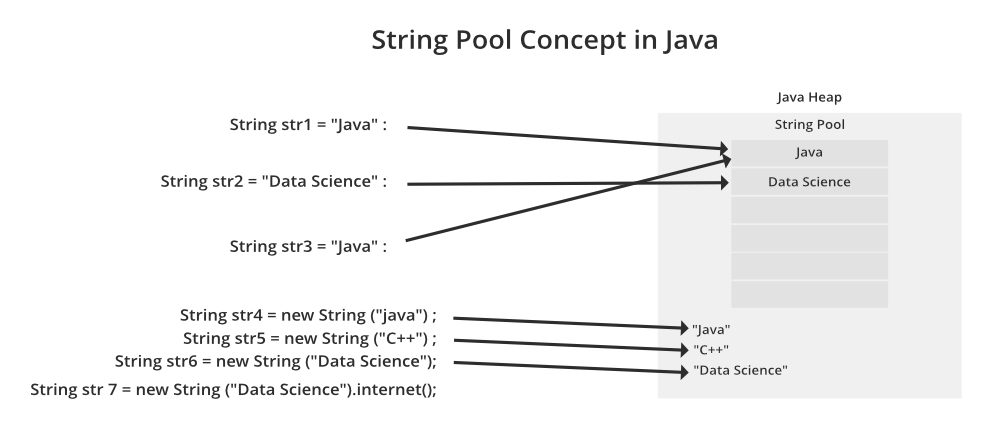 String Pool Concept in Java
Java Heap
String Pool
String str1 = "Java" :
Java
String str2 = "Data Science" :
Data Science
String str3 = "Java" :
String str4 = new String ("java") ;
"Java"
String str5 = new String ("C++") ;
"C++"
String str6 = new String ("Data Science");
"Data Science"
String str 7 = new String ("Data Science").internet();